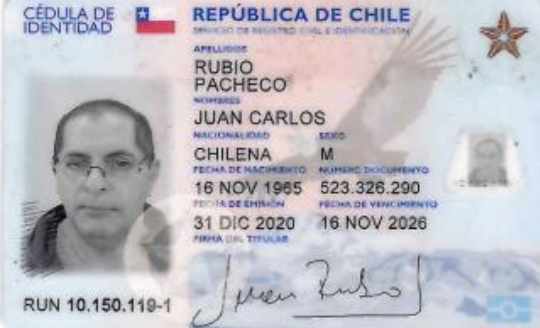 CÉDULA DE
IDENTIDAD
REPÚBLICA DE CHILE
SERVICIO DE REGISTRO CIVIL E IDENTIFICACIÓN
APELLIDOS
RUBIO
PACHECO
NOMBRES
JUAN CARLOS
NACIONALIDAD SEXO
CHILENA M
FECHA DE NACIMIENTO NUMERO DOCUMENTO
16 NOV 1965 523.326.290
FECHA DE EMISIÓN FECHA DE VENCIMIENTO
31 DIC 2020 16 NOV 2026
FIRMA DEL TITULAR
Juan Rubio
RUN 10.150.119-1